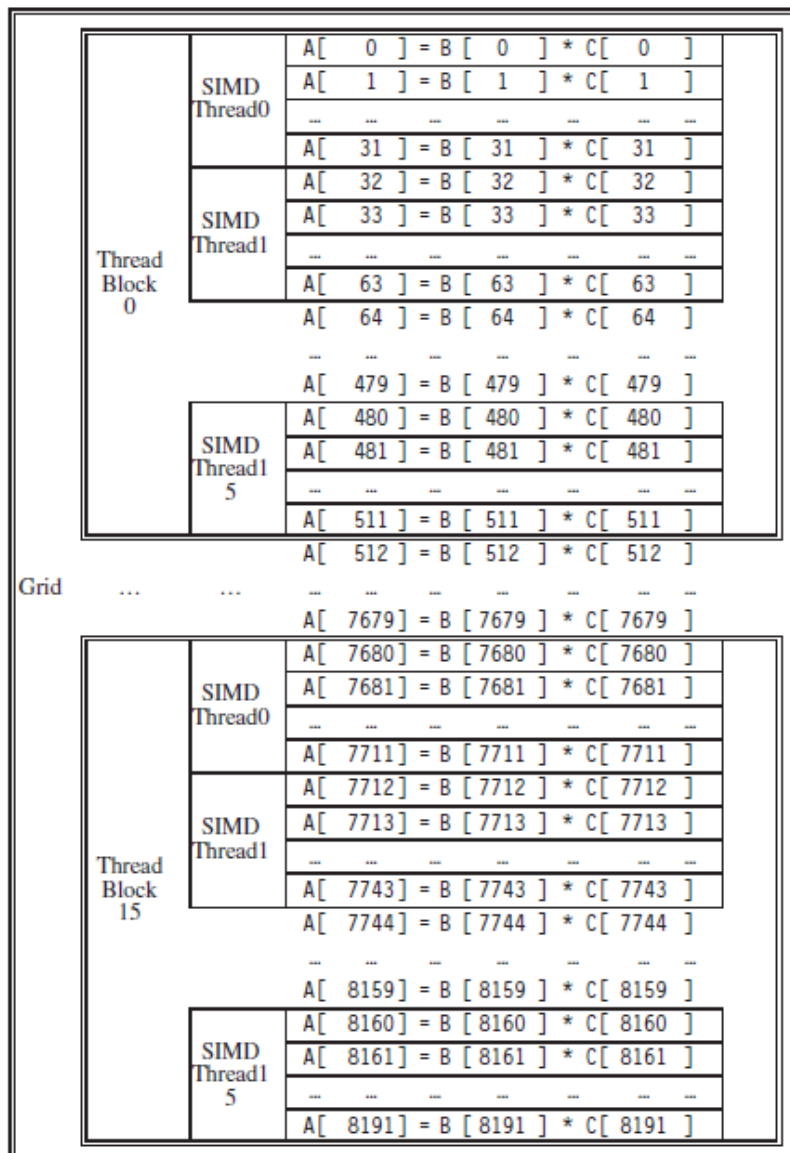 A[ 0 ] = B [ 0 ] * C[ 0 ]
A[ 1 ] = B [ 1 ] * C[ 1 ]
SIMD
Thread0
... ... ... ... ... ... ...
A[ 31 ] = B [ 31 ] * C[ 31 ]
A[ 32 ] = B [ 32 ] * C[ 32 ]
A[ 33 ] = B [ 33 ] * C[ 33 ]
SIMD
Thread1
... ... ... ... ... ... ...
A[ 63 ] = B [ 63 ] * C[ 63 ]
Thread
Block
0
A[ 64 ] = B [ 64 ] * C[ 64 ]
... ... ... ... ... ... ...
A[ 479 ] = B [ 479 ] * C[ 479 ]
A[ 480 ] = B [ 480 ] * C[ 480 ]
A[ 481 ] = B [ 481 ] * C[ 481 ]
SIMD
Thread1
5
... ... ... ... ... ... ...
A[ 511 ] = B [ 511 ] * C[ 511 ]
A[ 512 ] = B [ 512 ] * C[ 512 ]
Grid ... ... ... ... ... ... ... ... ...
A[ 7679] = B [ 7679 ] * C[ 7679 ]
A[ 7680] = B [ 7680 ] * C[ 7680 ]
A[ 7681] = B [ 7681 ] * C[ 7681 ]
SIMD
Thread0
... ... ... ... ... ... ...
A[ 7711] = B [ 7711 ] * C[ 7711 ]
A[ 7712] = B [ 7712 ] * C[ 7712 ]
A[ 7713] = B [ 7713 ] * C[ 7713 ]
SIMD
Thread1
... ... ... ... ... ... ...
A[ 7743] = B [ 7743 ] * C[ 7743 ]
Thread
Block
15
A[ 7744] = B [ 7744 ] * C[ 7744 ]
... ... ... ... ... ... ...
A[ 8159] = B [ 8159 ] * C[ 8159 ]
A[ 8160] = B [ 8160 ] * C[ 8160 ]
A[ 8161] = B [ 8161 ] * C[ 8161 ]
SIMD
Thread1
5
... ... ... ... ... ... ...
A[ 8191] = B [ 8191 ] * C[ 8191 ]